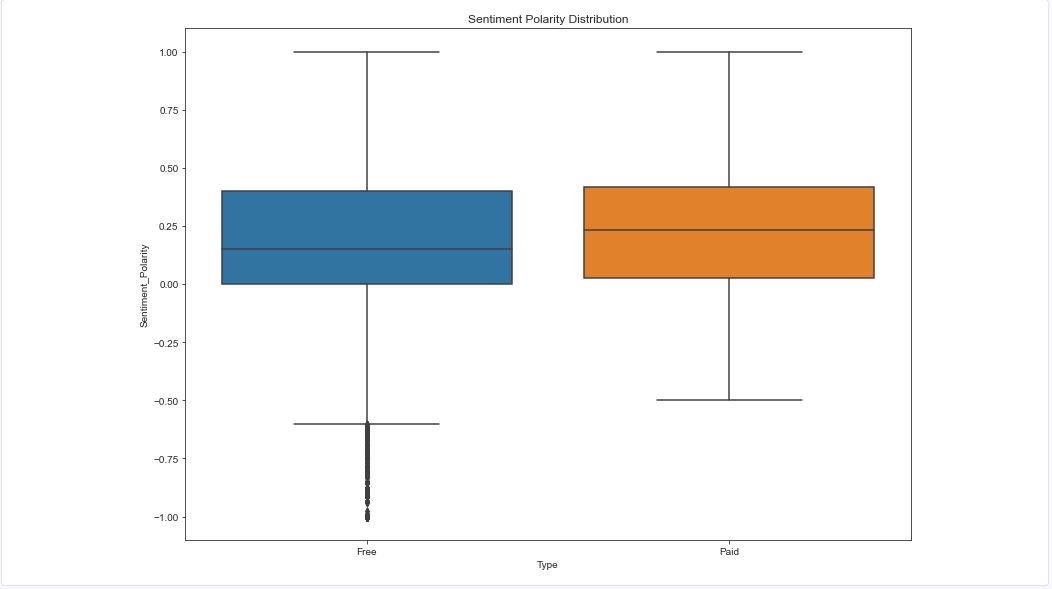 Sentiment Polarity Distribution
1.00
0.75
0.50
0.25
0.00
−0.25
−0.50
−0.75
−1.00
Sentiment_Polarity
Free
Paid
Type